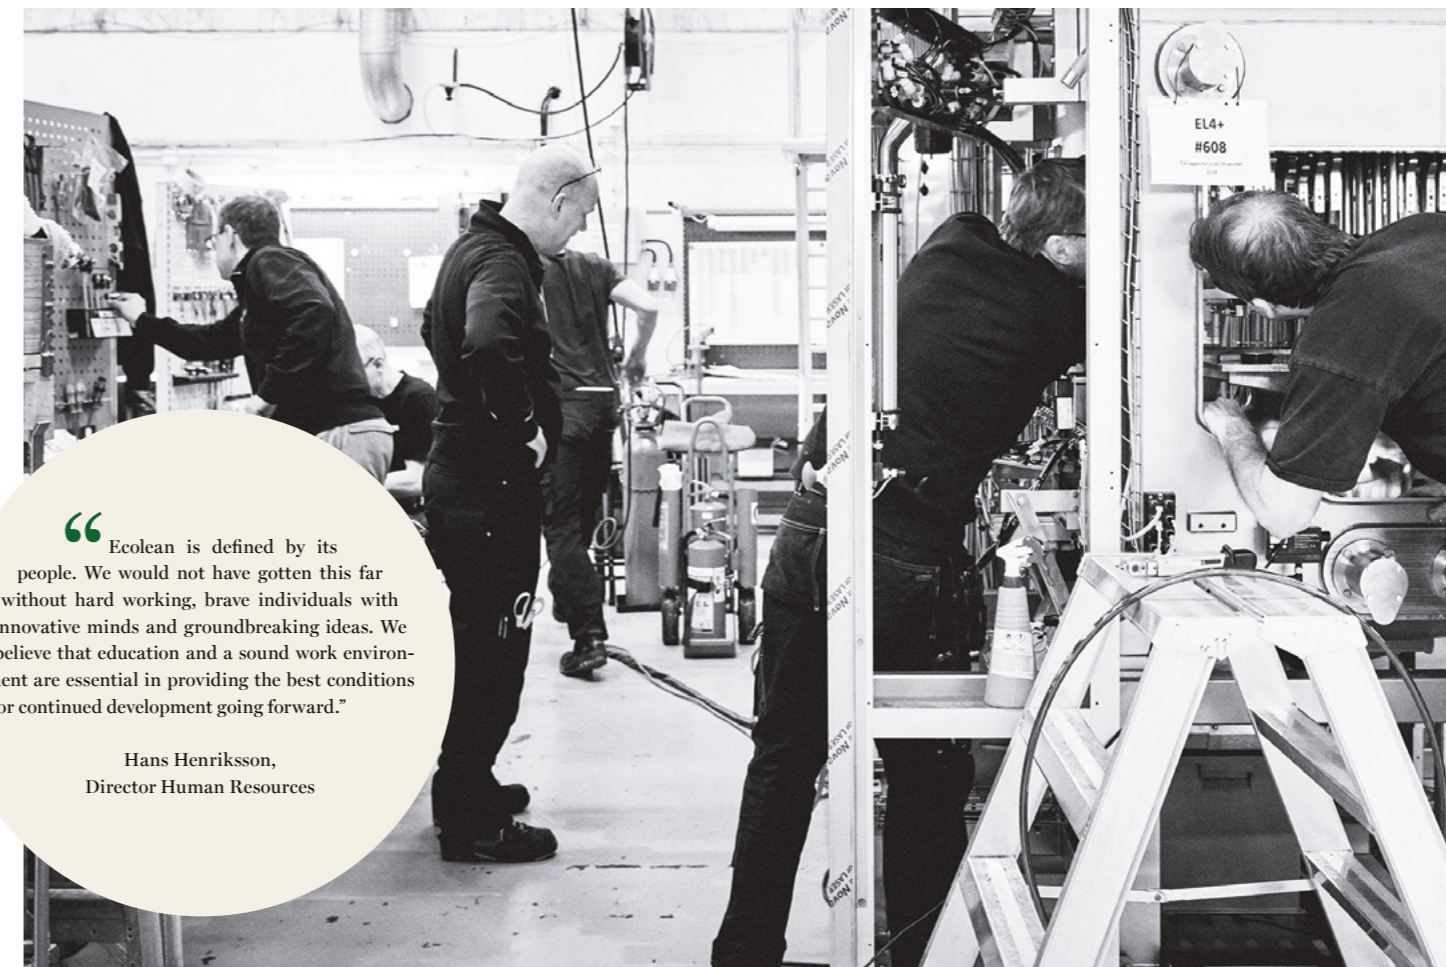 “ Ecolean is defined by its
people. We would not have gotten this far
without hard working, brave individuals with
nnovative minds and groundbreaking ideas. We
believe that education and a sound work environ-
ent are essential in providing the best conditions
or continued development going forward.”
Hans Henriksson,
Director Human Resources
EL4+
#608